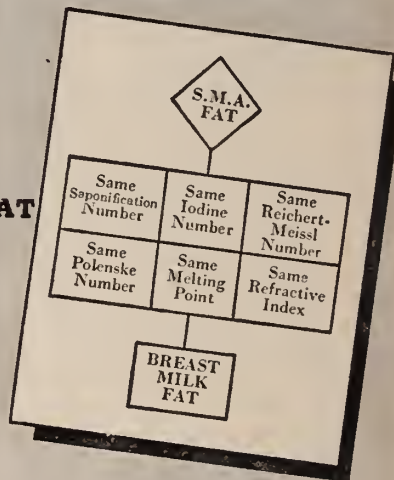 S.M.A.
FAT
AT
Same
Saponification
Number
Same
Iodine
Number
Same
Reichert-
Meissl
Number
Same
Polenske
Number
Same
Melting
Point
Same
Refractive
Index
BREAST
MILK
FAT